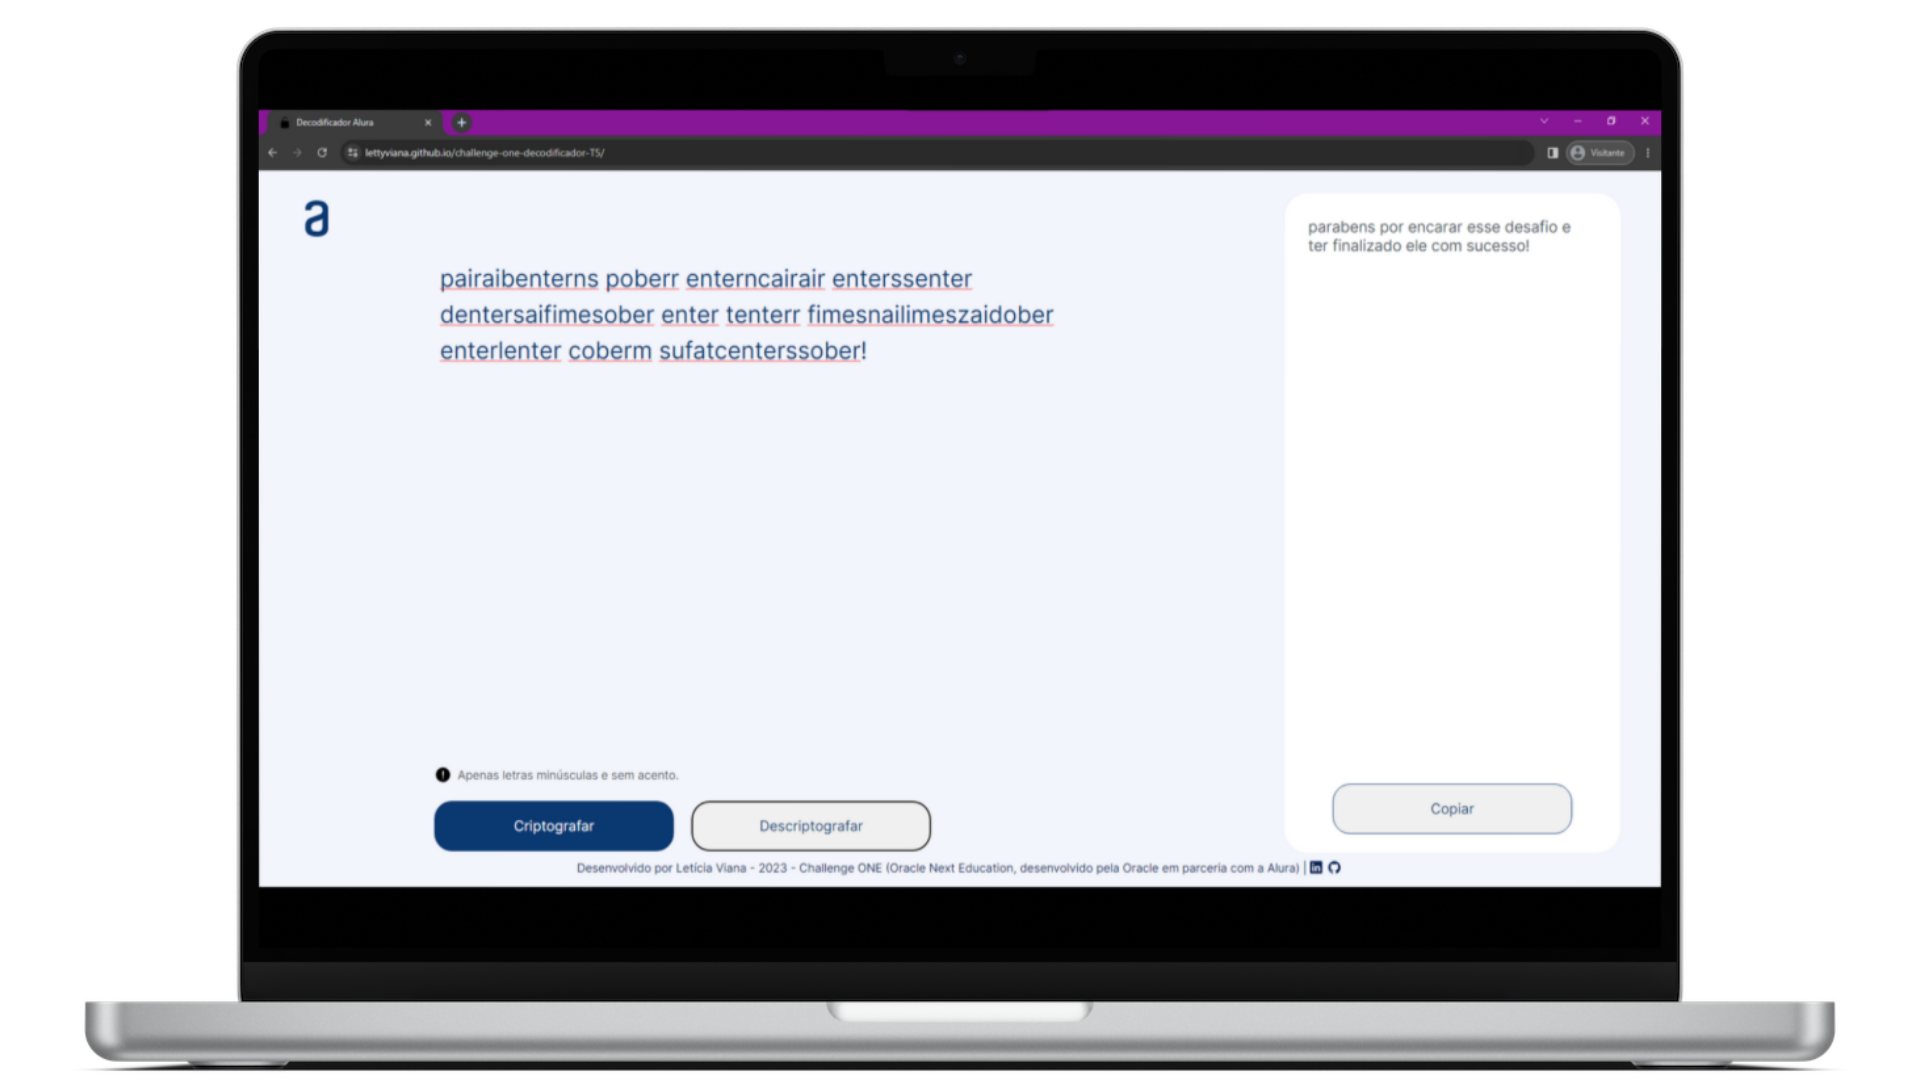 Decodificador Alura
lettyviana.github.io/challenge-one-decodificador-T5/
Visitante
a
pairaibenterns poberr enterncairair enterssenter
dentersaifimesober enter tenterr fimesnailimeszaidober
enterlenter coberm sufatcenterssober!
parabens por encarar esse desafio e
ter finalizado ele com sucesso!
Apenas letras minúsculas e sem acento.
Criptografar
Descriptografar
Copiar
Desenvolvido por Letícia Viana - 2023 - Challenge ONE (Oracle Next Education, desenvolvido pela Oracle em parceria com a Alura) | in